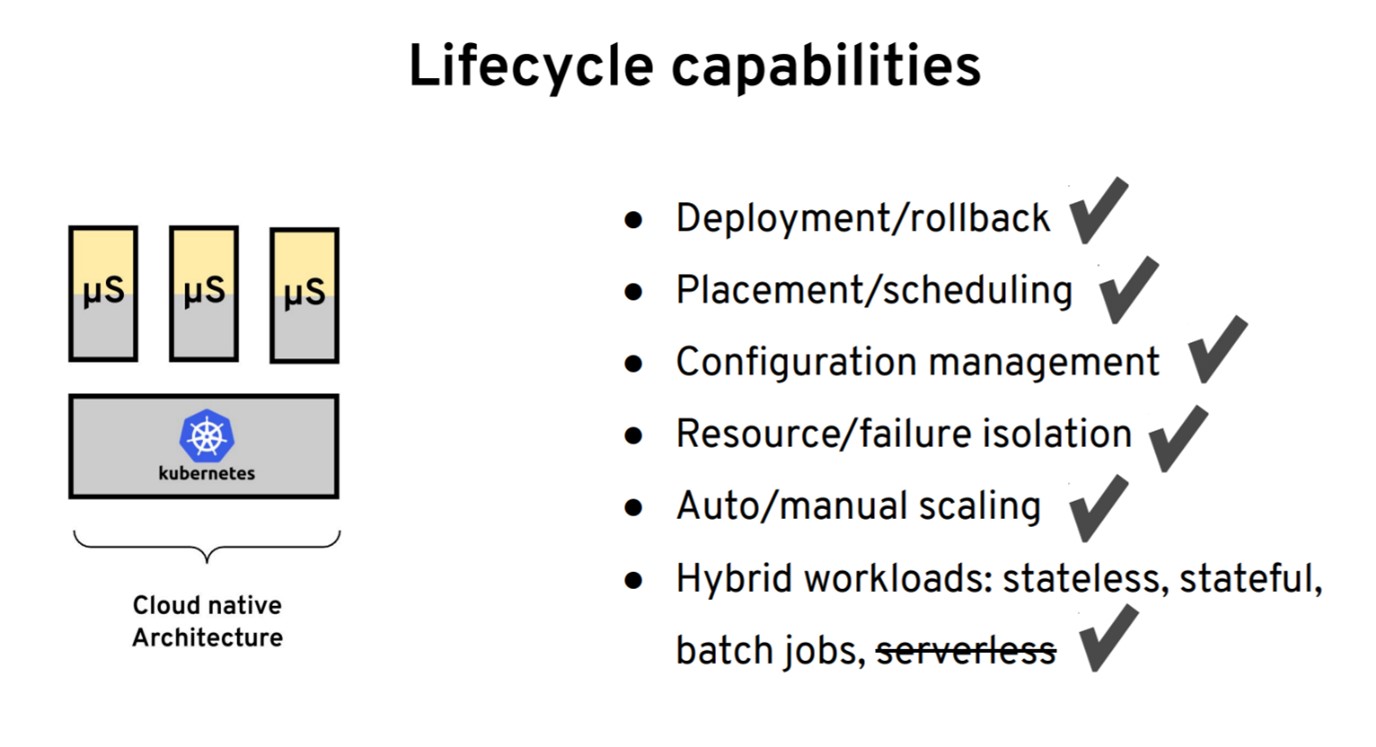 Lifecycle capabilities
µS µS µS
kubernetes
Cloud native
Architecture
● Deployment/rollback
● Placement/scheduling
● Configuration management
● Resource/failure isolation
● Auto/manual scaling
● Hybrid workloads: stateless, stateful,
batch jobs, serverless